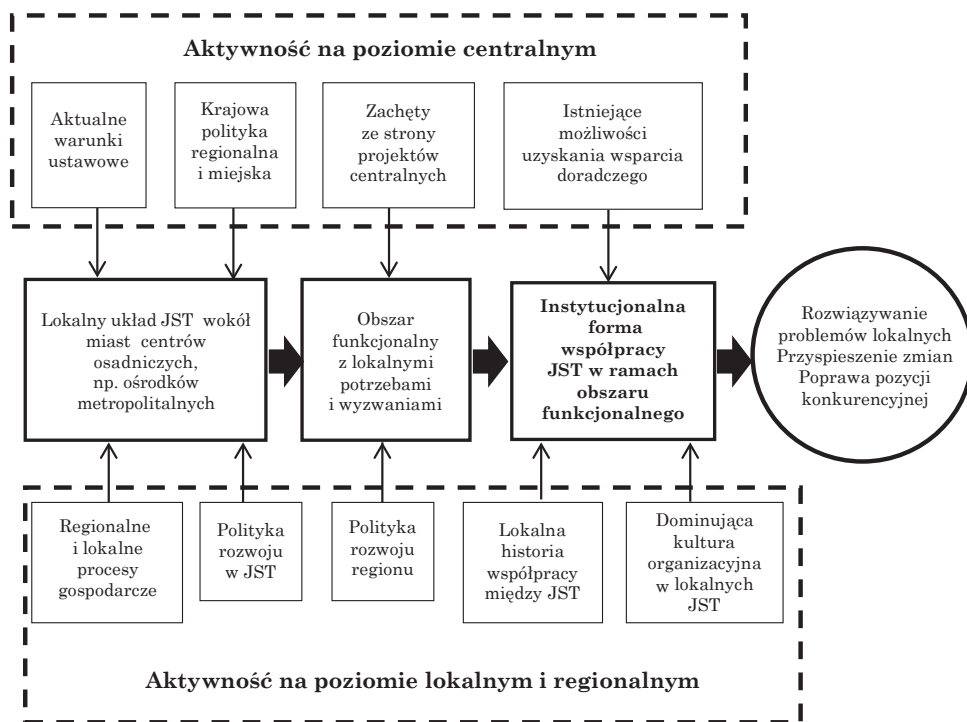 Aktywność na poziomie centralnym
Aktualne
warunki
ustawowe
Krajowa
polityka
regionalna
i miejska
Zachęty
ze strony
projektów
centralnych
Istniejące
możliwości
uzyskania wsparcia
doradczego
Lokalny układ JST wokół
miast centrów
osadniczych,
np. ośrodków
metropolitalnych
Obszar
funkcjonalny
z lokalnymi
potrzebami
i wyzwaniami
Instytucjonalna
forma
współpracy
JST w ramach
obszaru
funkcjonalnego
Rozwiązywanie
problemów lokalnych
Przyspieszenie zmian
Poprawa pozycji
konkurencyjnej
Regionalne
i lokalne
procesy
gospodarcze
Polityka
rozwoju
w JST
Polityka
rozwoju
regionu
Lokalna
historia
współpracy
między JST
Dominująca
kultura
organizacyjna
w lokalnych
JST
Aktywność na poziomie lokalnym i regionalnym